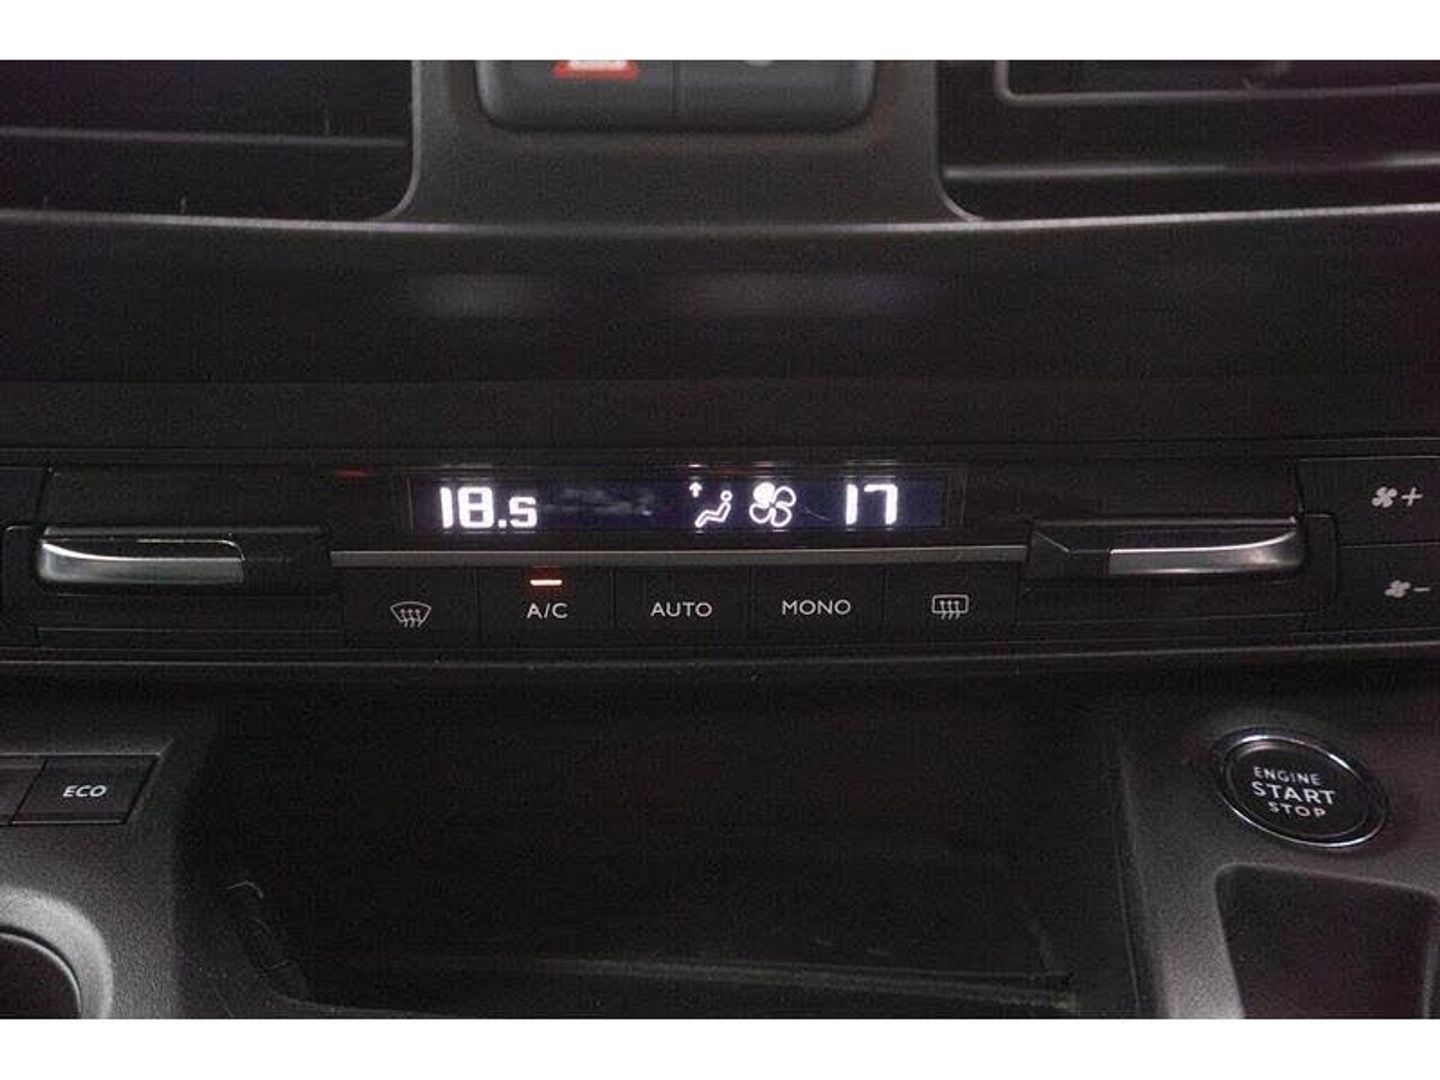 18.5 17
A/C AUTO MONO
ECO
ENGINE
START
STOP